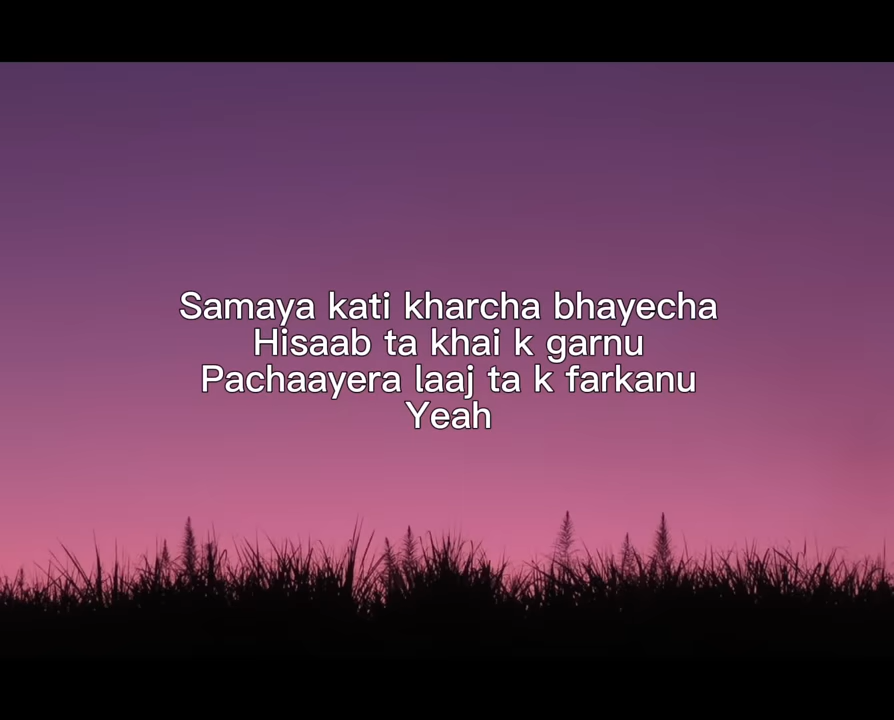 Samaya kati kharcha bhayecha
Hisaab ta khai k garnu
Pachaayera laaj ta k farkanu
Yeah